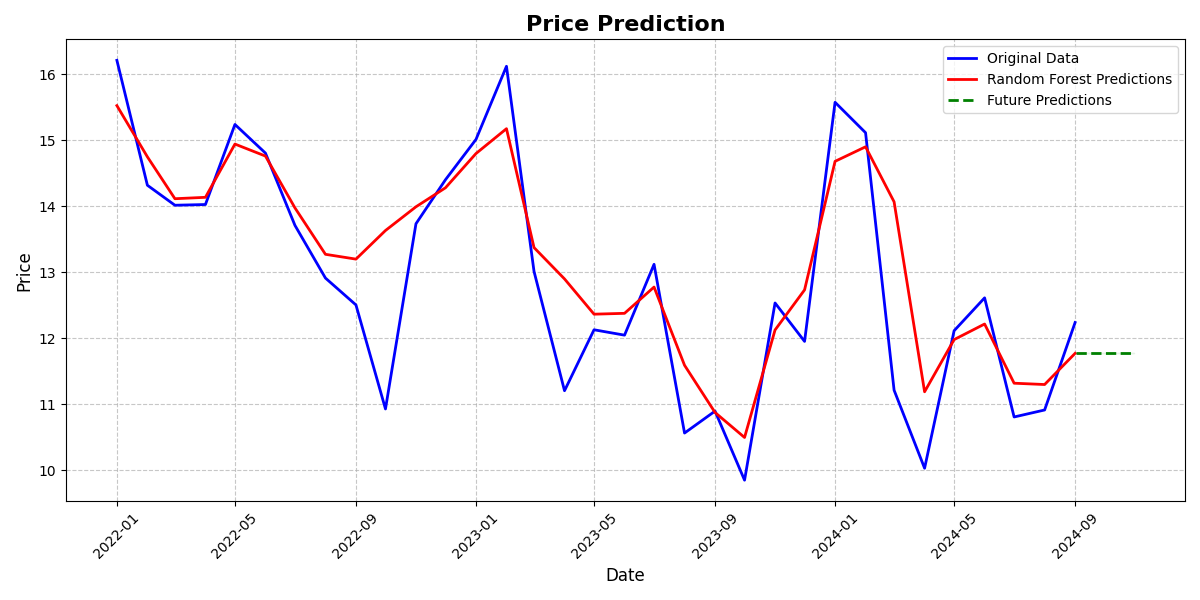 Price Prediction
Original Data
Random Forest Predictions
Future Predictions
Price
16
15
14
13
12
11
10
2022-01
2022-05
2022-09
2023-01
2023-05
2023-09
2024-01
2024-05
2024-09
Date